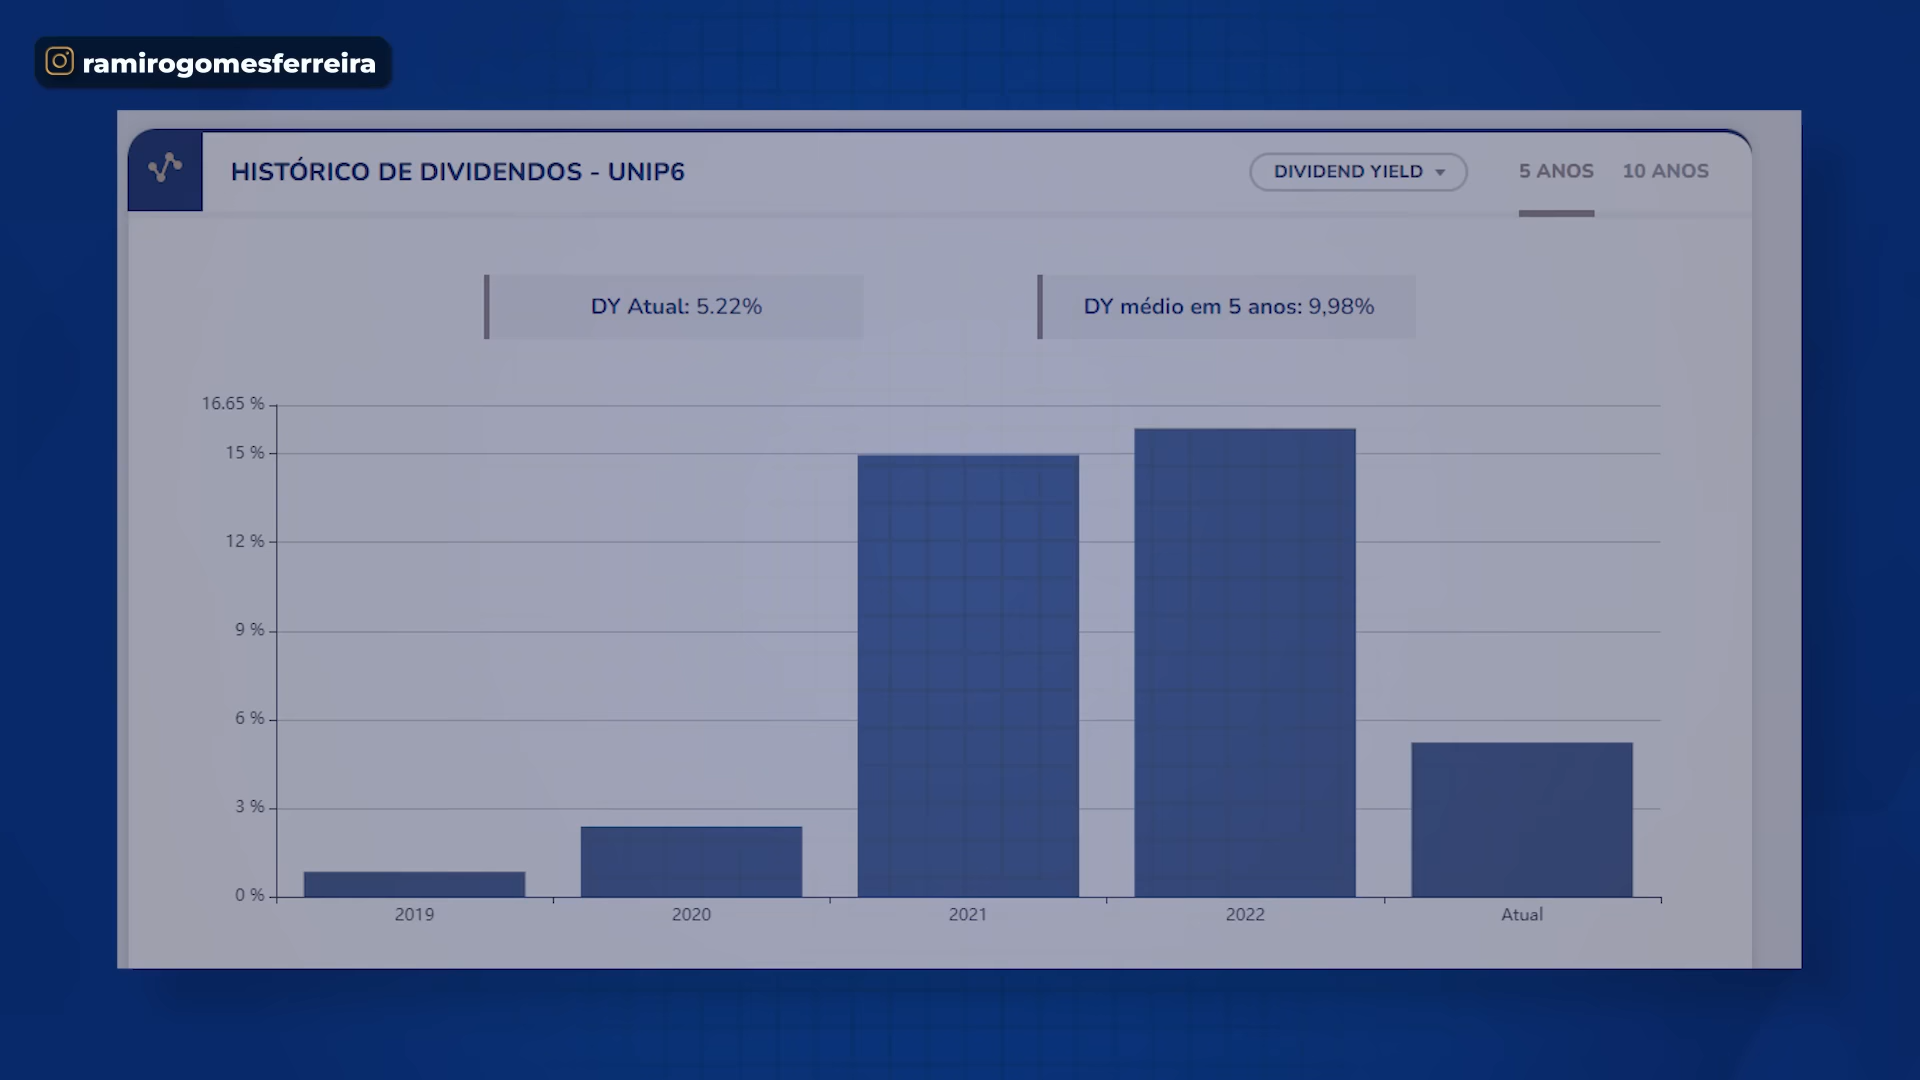 ramirogomesferreira
HISTÓRICO DE DIVIDENDOS - UNIP6
DIVIDEND YIELD
5 ANOS
10 ANOS
DY Atual: 5.22%
DY médio em 5 anos: 9,98%
16.65 %
15 %
12 %
9 %
6 %
3 %
0 %
2019
2020
2021
2022
Atual